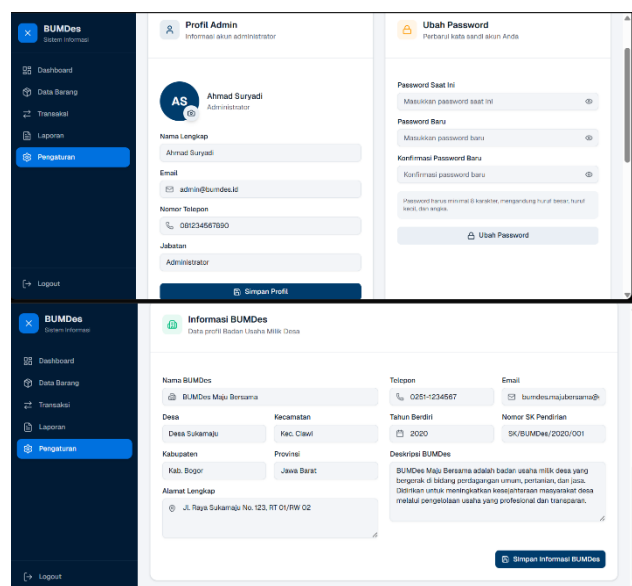 BUMDes
Sistem Informasi
Dashboard
Data Barang
Transaksi
Laporan
Pengaturan
Logout
Profil Admin
Informasi akun administrator
AS
Ahmad Suryadi
Administrator
Nama Lengkap
Ahmad Suryadi
Email
admin@bumdes.id
Nomor Telepon
081234567890
Jabatan
Administrator
Simpan Profil
Ubah Password
Perbarui kata sandi akun Anda
Password Saat Ini
Masukkan password saat ini
Password Baru
Masukkan password baru
Konfirmasi Password Baru
Konfirmasi password baru
Password harus minimal 8 karakter, mengandung huruf besar, huruf
kecil, dan angka.
Ubah Password
BUMDes
Sistem Informasi
Dashboard
Data Barang
Transaksi
Laporan
Pengaturan
Logout
Informasi BUMDes
Data profil Badan Usaha Milik Desa
Nama BUMDes
BUMDes Maju Bersama
Desa
Kecamatan
Desa Sukamaju
Kec. Ciawi
Kabupaten
Provinsi
Kab. Bogor
Jawa Barat
Alamat Lengkap
Jl. Raya Sukamaju No. 123, RT 01/RW 02
Telepon
Email
0251-1234567
bumdes.majubersama@
Tahun Berdiri
Nomor SK Pendirian
2020
SK/BUMDes/2020/001
Deskripsi BUMDes
BUMDes Maju Bersama adalah badan usaha milik desa yang
bergerak di bidang perdagangan umum, pertanian, dan jasa.
Didirikan untuk meningkatkan kesejahteraan masyarakat desa
melalui pengelolaan usaha yang profesional dan transparan.
Simpan Informasi BUMDes